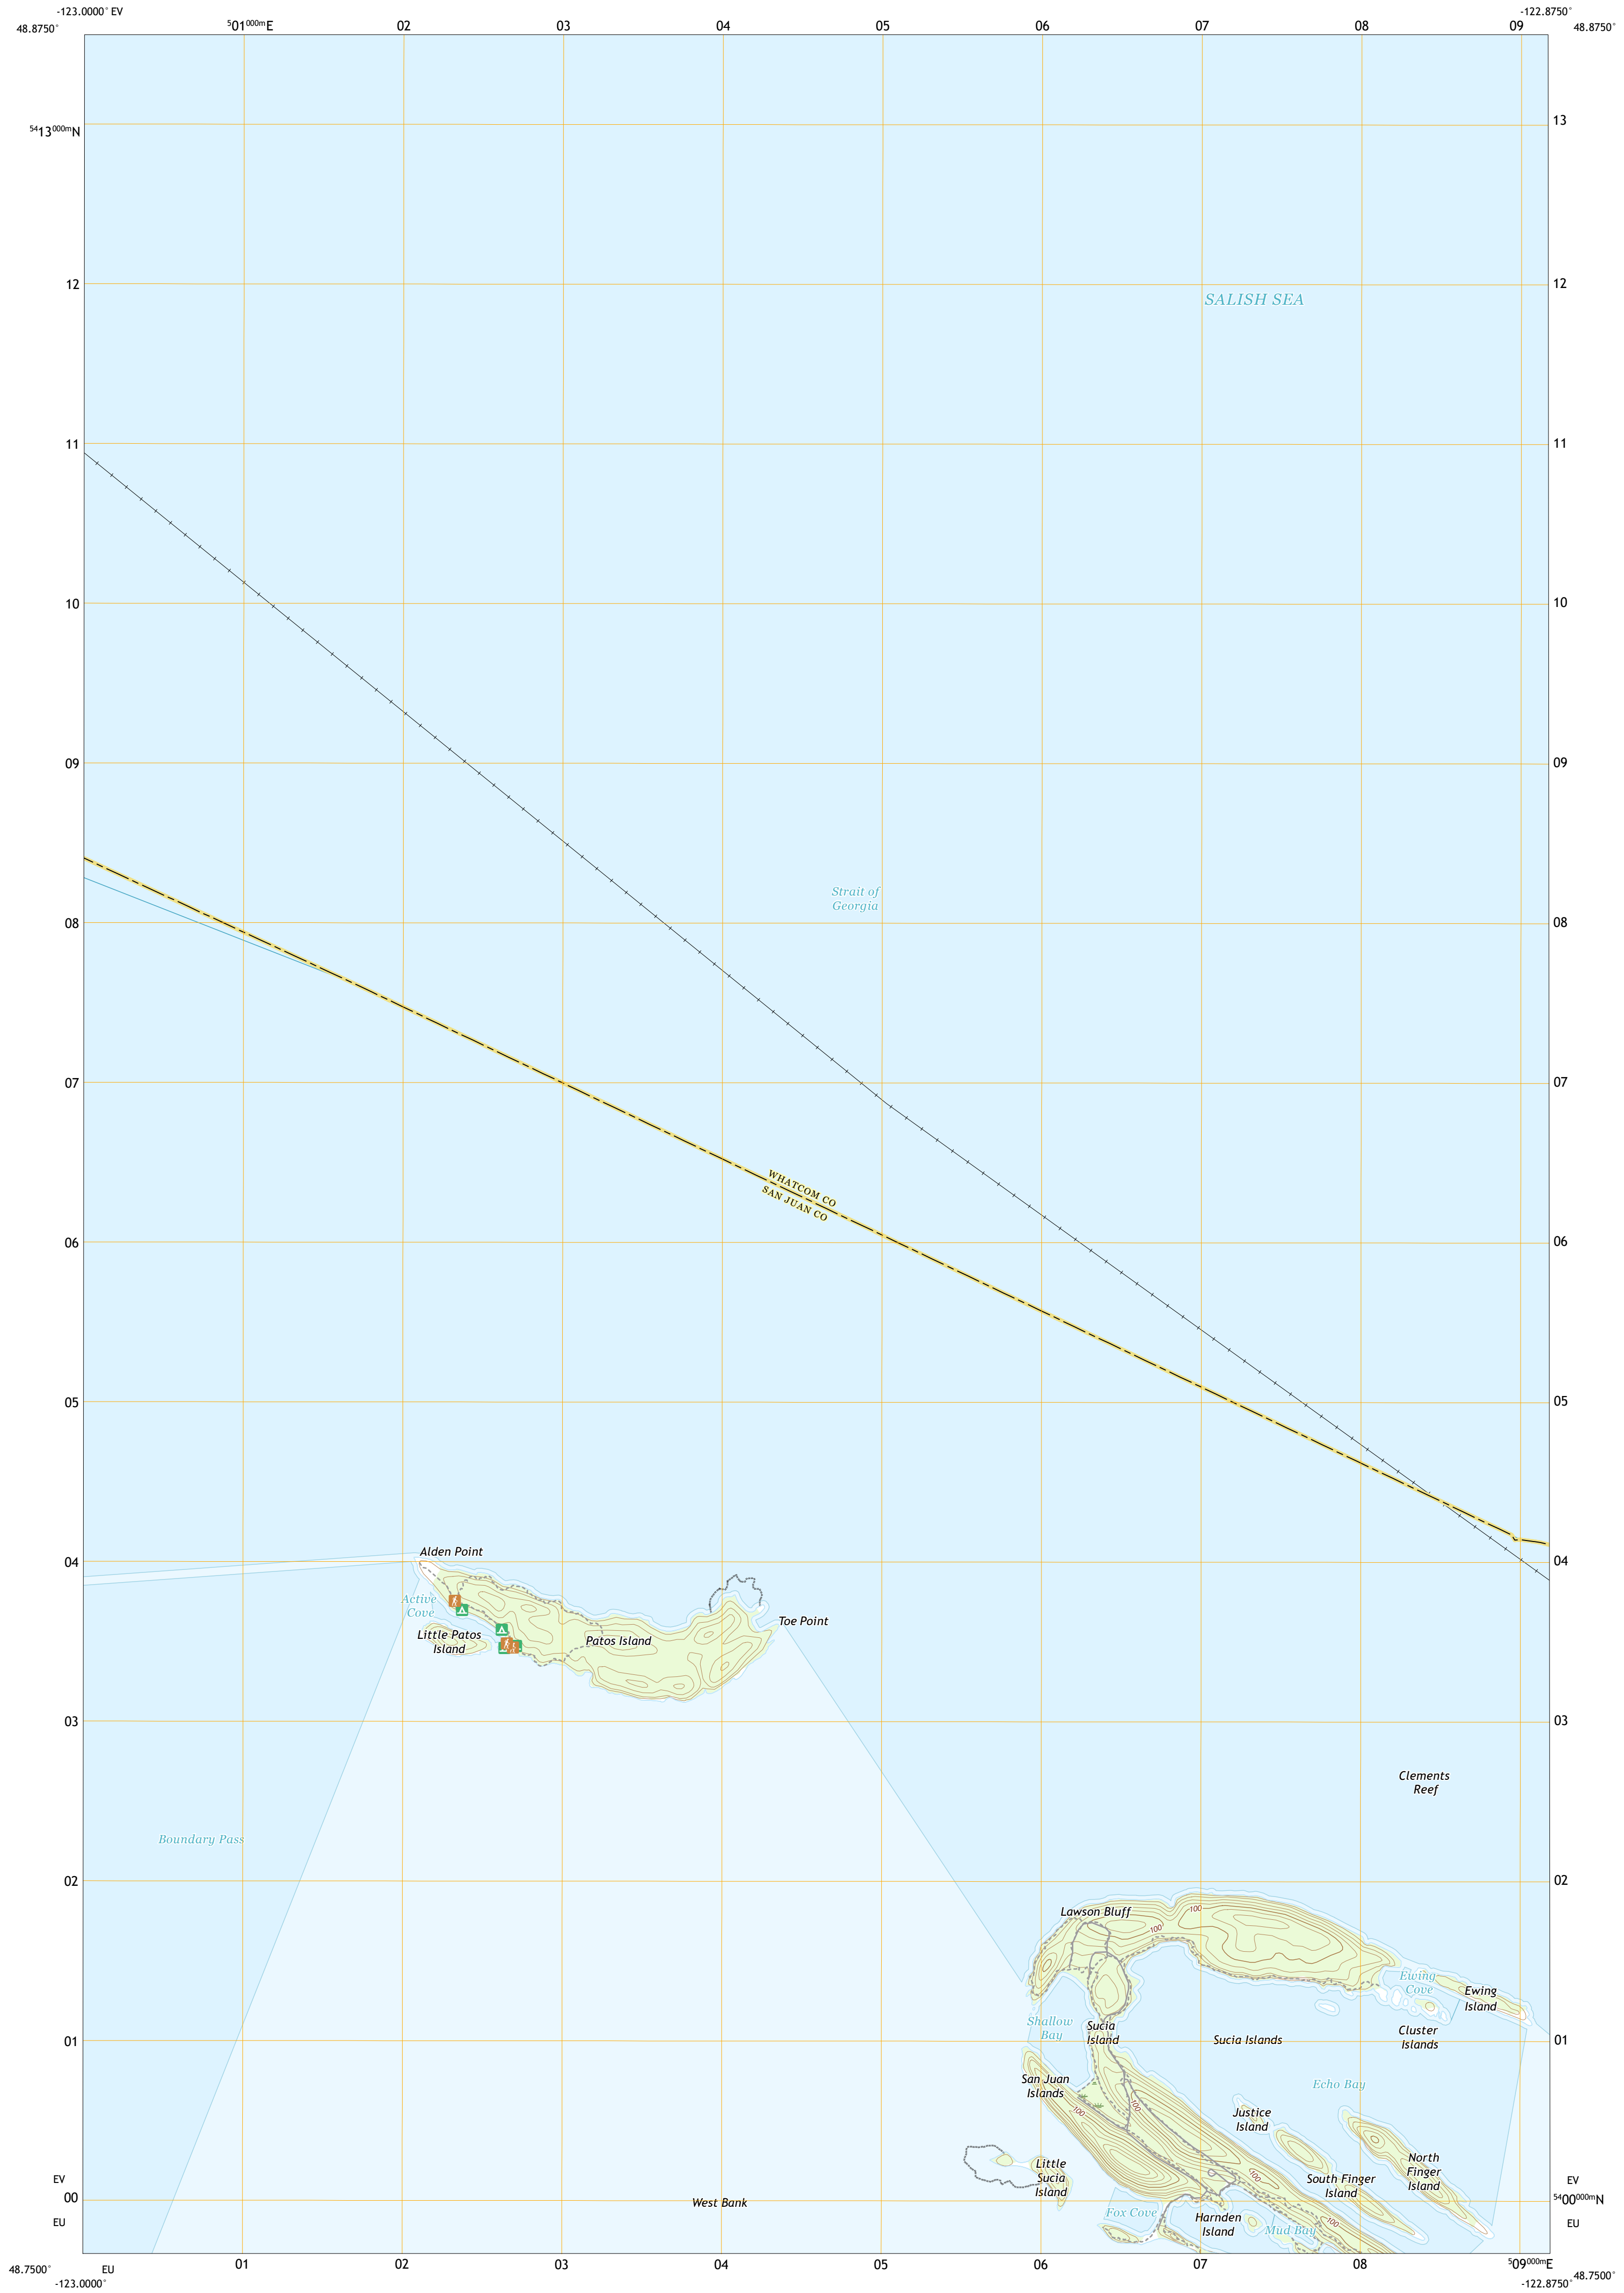 -123.0000° EV
-122.8750°
48.8750°
501000mE
02
03
04
05
06
07
08
09
48.8750°
5413000mN
13
12
12
SALISH SEA
11
11
10
10
09
09
Strait of
Georgia
08
08
07
07
WHATCOM CO
SAN JUAN CO
06
06
05
05
Alden Point
04
04
Active
Cove
Toe Point
Little Patos
Island
Patos Island
03
03
Clements
Reef
Boundary Pass
02
02
Lawson Bluff
100
100
Ewing
Cove
Ewing
Island
Shallow
Bay
Sucia
Island
Sucia Islands
Cluster
Islands
01
01
San Juan
Islands
Echo Bay
100
100
Justice
Island
Little
Sucia
Island
North
Finger
Island
100
South Finger
Island
EV
EV
00
West Bank
5400000mN
Fox Cove
Harnden
Island
Mud Bay
100
EU
EU
48.7500°
EU
01
02
03
04
05
06
07
08
509000mE
48.7500°
-123.0000°
-122.8750°